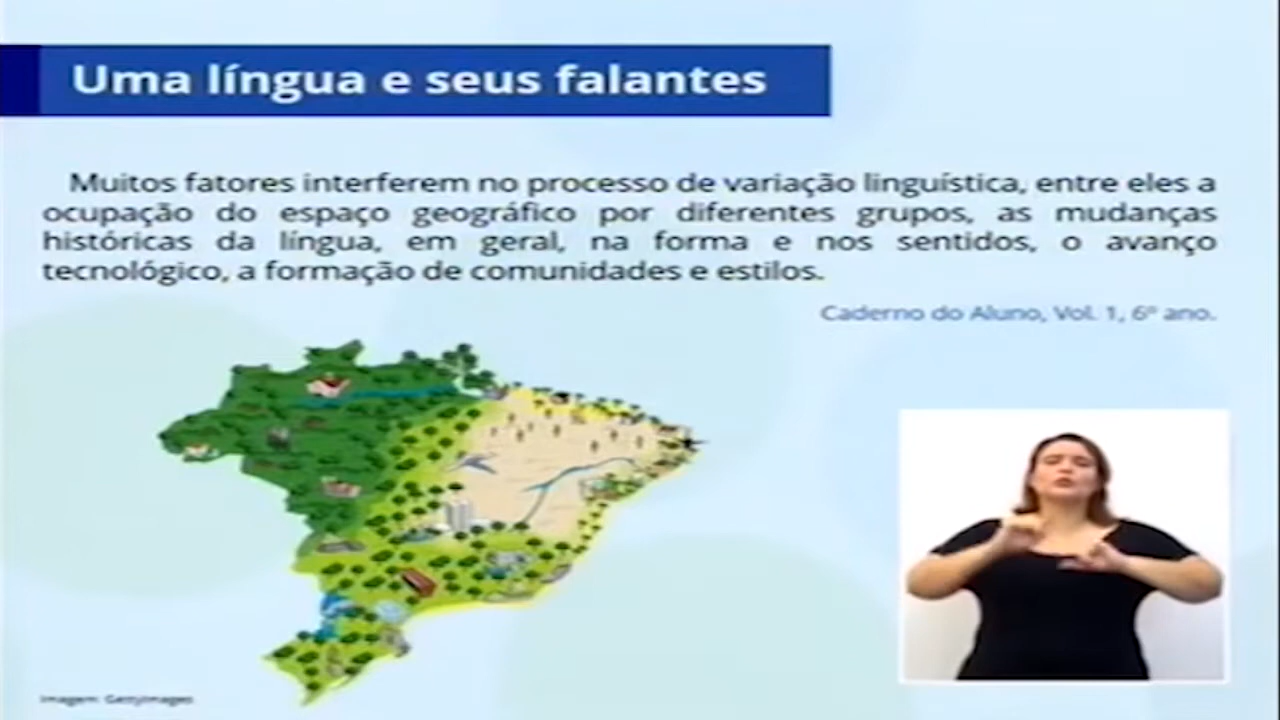 Uma língua e seus falantes
Muitos fatores interferem no processo de variação linguística, entre eles a
ocupação do espaço geográfico por diferentes grupos, as mudanças
históricas da língua, em geral, na forma e nos sentidos, o avanço
tecnológico, a formação de comunidades e estilos.
Caderno do Aluno, Vol. 1, 6º ano.
Imagem: GettyImages